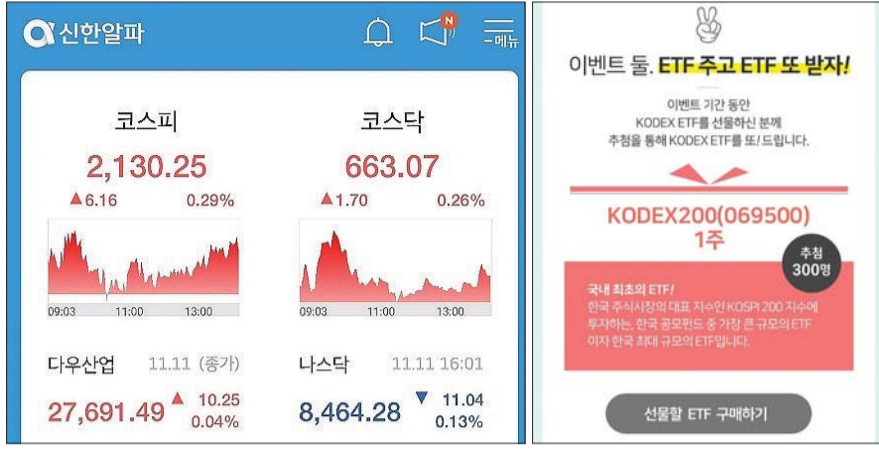 신한알파
N
메뉴
코스피
2,130.25
▲6.16 0.29%
09:03 11:00 13:00
코스닥
663.07
▲1.70 0.26%
09:03 11:00 13:00
다우산업 11.11 (종가)
27,691.49 ▲ 10.25
0.04%
나스닥 11.11 16:01
8,464.28 ▼ 11.04
0.13%
이벤트 둘. ETF 주고 ETF 또 받자!
이벤트 기간 동안
KODEX ETF를 선물하신 분께
추첨을 통해 KODEX ETF를 또! 드립니다.
KODEX200(069500)
1주
추첨
300명
국내 최초의 ETF!
한국 주식시장의 대표 지수인 KOSPI 200 지수에
투자하는, 한국 공모펀드 중 가장 큰 규모의 ETF
이자 한국 최대 규모의 ETF입니다.
선물할 ETF 구매하기